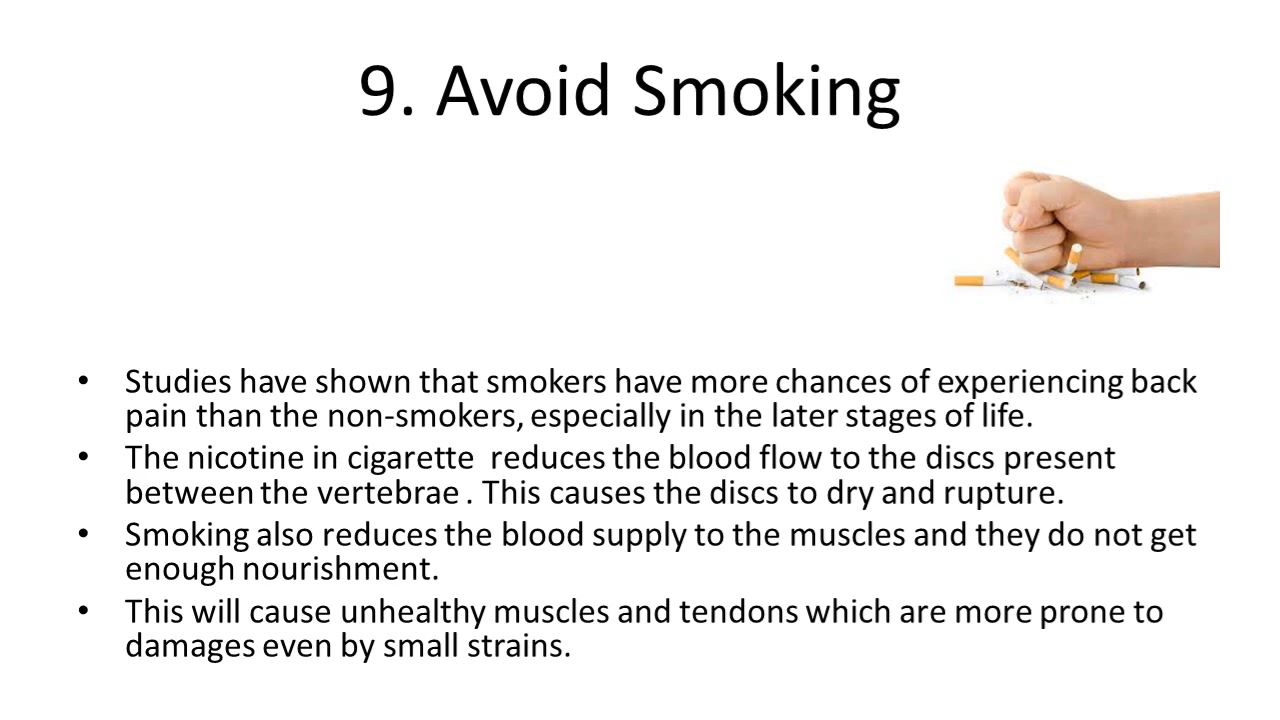 9. Avoid Smoking
• Studies have shown that smokers have more chances of experiencing back
pain than the non-smokers, especially in the later stages of life.
• The nicotine in cigarette  reduces the blood flow to the discs present
between the vertebrae . This causes the discs to dry and rupture.
• Smoking also reduces the blood supply to the muscles and they do not get
enough nourishment.
• This will cause unhealthy muscles and tendons which are more prone to
damages even by small strains.